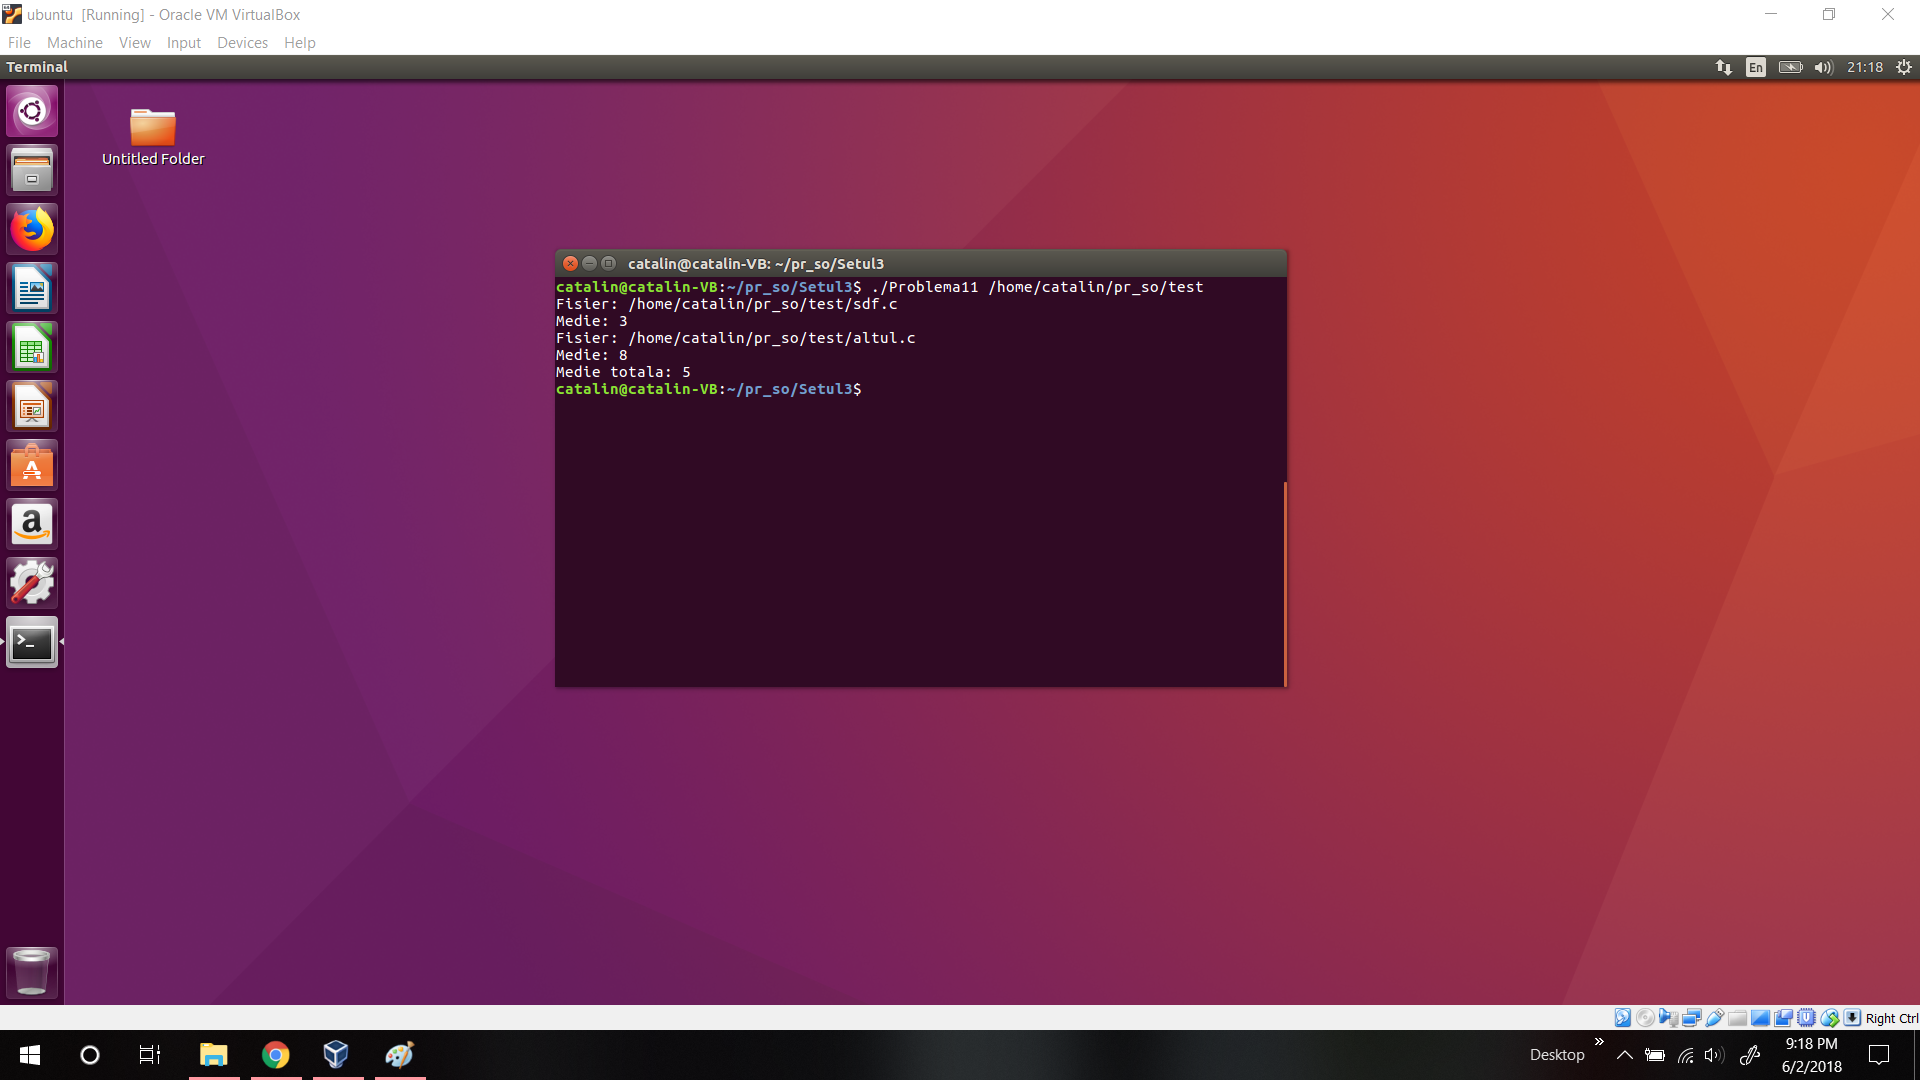 ubuntu [Running] - Oracle VM VirtualBox
File Machine View Input Devices Help
Terminal
En
21:18
Untitled Folder
catalin@catalin-VB: ~/pr_so/Setul3
catalin@catalin-VB:~/pr_so/Setul3$ ./Problema11 /home/catalin/pr_so/test
Fisier: /home/catalin/pr_so/test/sdf.c
Medie: 3
Fisier: /home/catalin/pr_so/test/altul.c
Medie: 8
Medie totala: 5
catalin@catalin-VB:~/pr_so/Setul3$
Right Ctrl
Desktop
9:18 PM
6/2/2018